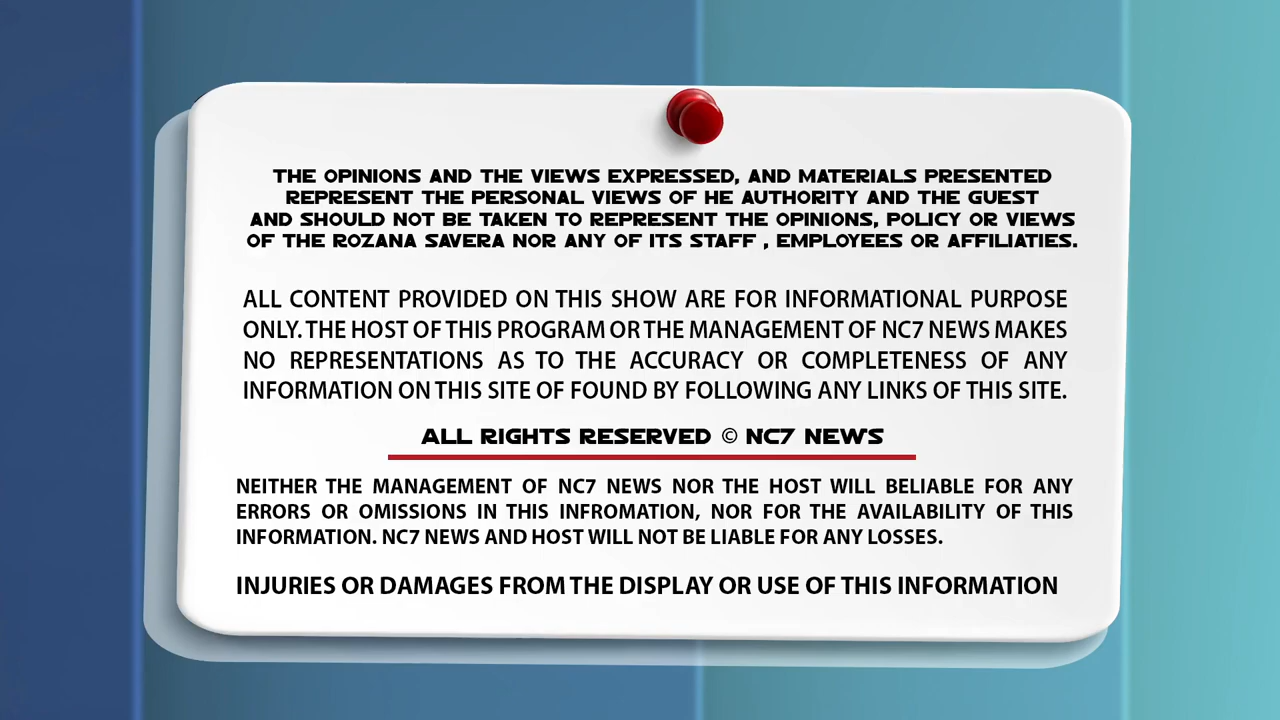 THE OPINIONS AND THE VIEWS EXPRESSED, AND MATERIALS PRESENTED
REPRESENT THE PERSONAL VIEWS OF HE AUTHORITY AND THE GUEST
AND SHOULD NOT BE TAKEN TO REPRESENT THE OPINIONS, POLICY OR VIEWS
OF THE ROZANA SAVERA NOR ANY OF ITS STAFF , EMPLOYEES OR AFFILIATIES.
ALL CONTENT PROVIDED ON THIS SHOW ARE FOR INFORMATIONAL PURPOSE
ONLY. THE HOST OF THIS PROGRAM OR THE MANAGEMENT OF NC7 NEWS MAKES
NO REPRESENTATIONS AS TO THE ACCURACY OR COMPLETENESS OF ANY
INFORMATION ON THIS SITE OF FOUND BY FOLLOWING ANY LINKS OF THIS SITE.
ALL RIGHTS RESERVED © NC7 NEWS
NEITHER THE MANAGEMENT OF NC7 NEWS NOR THE HOST WILL BELIABLE FOR ANY
ERRORS OR OMISSIONS IN THIS INFROMATION, NOR FOR THE AVAILABILITY OF THIS
INFORMATION. NC7 NEWS AND HOST WILL NOT BE LIABLE FOR ANY LOSSES.
INJURIES OR DAMAGES FROM THE DISPLAY OR USE OF THIS INFORMATION